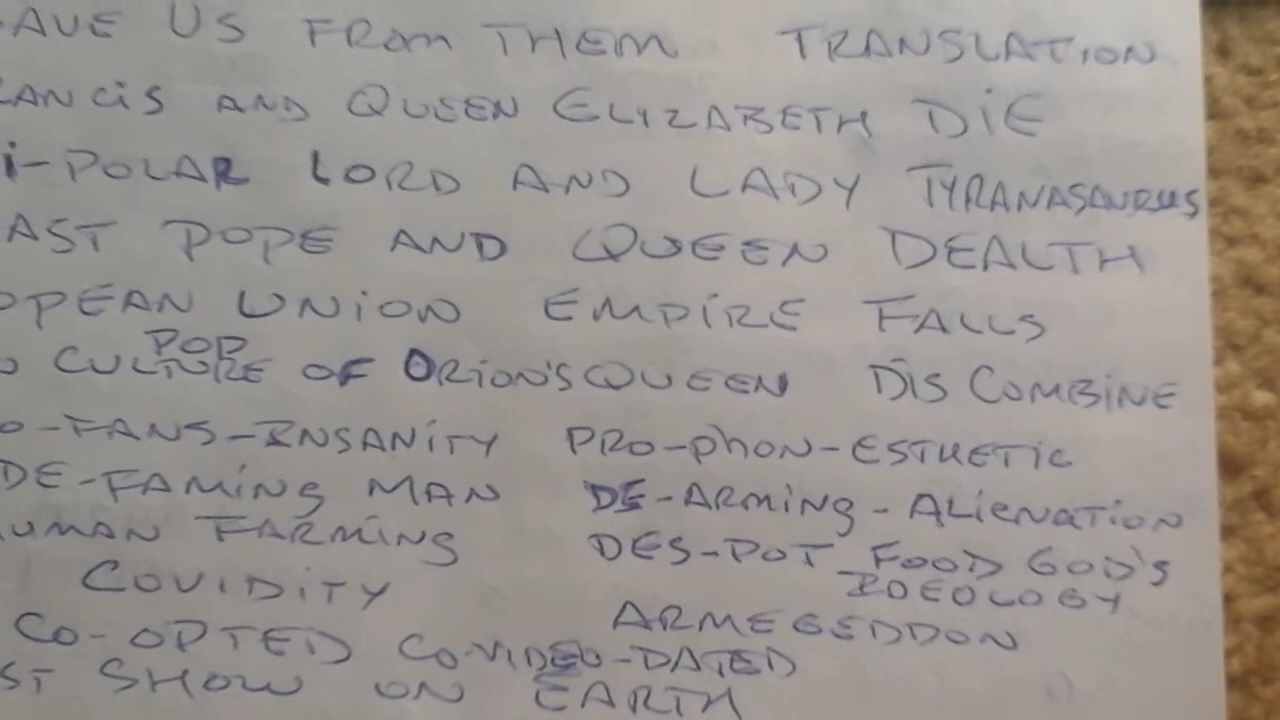 AVE US FROM THEM TRANSLATION
ANCIS AND QUEEN ELIZABETH DIE
i-POLAR LORD AND LADY TYRANASAURUS
AST POPE AND QUEEN DEALTH
OPEAN UNION EMPIRE FALLS
POP
O CULTURE OF ORION'S QUEEN DIS COMBINE
O-FANS-INSANITY PRO-PHON-ESTHETIC
DE-FAMING MAN DE-ARMING-ALIENATION
UMAN FARMING DES-POT FOOD GOD'S
COVIDITY IDEOLOGY
ARMEGEDDON
CO-OPTED CO-VIDEO-DATED
ST SHOW ON EARTH